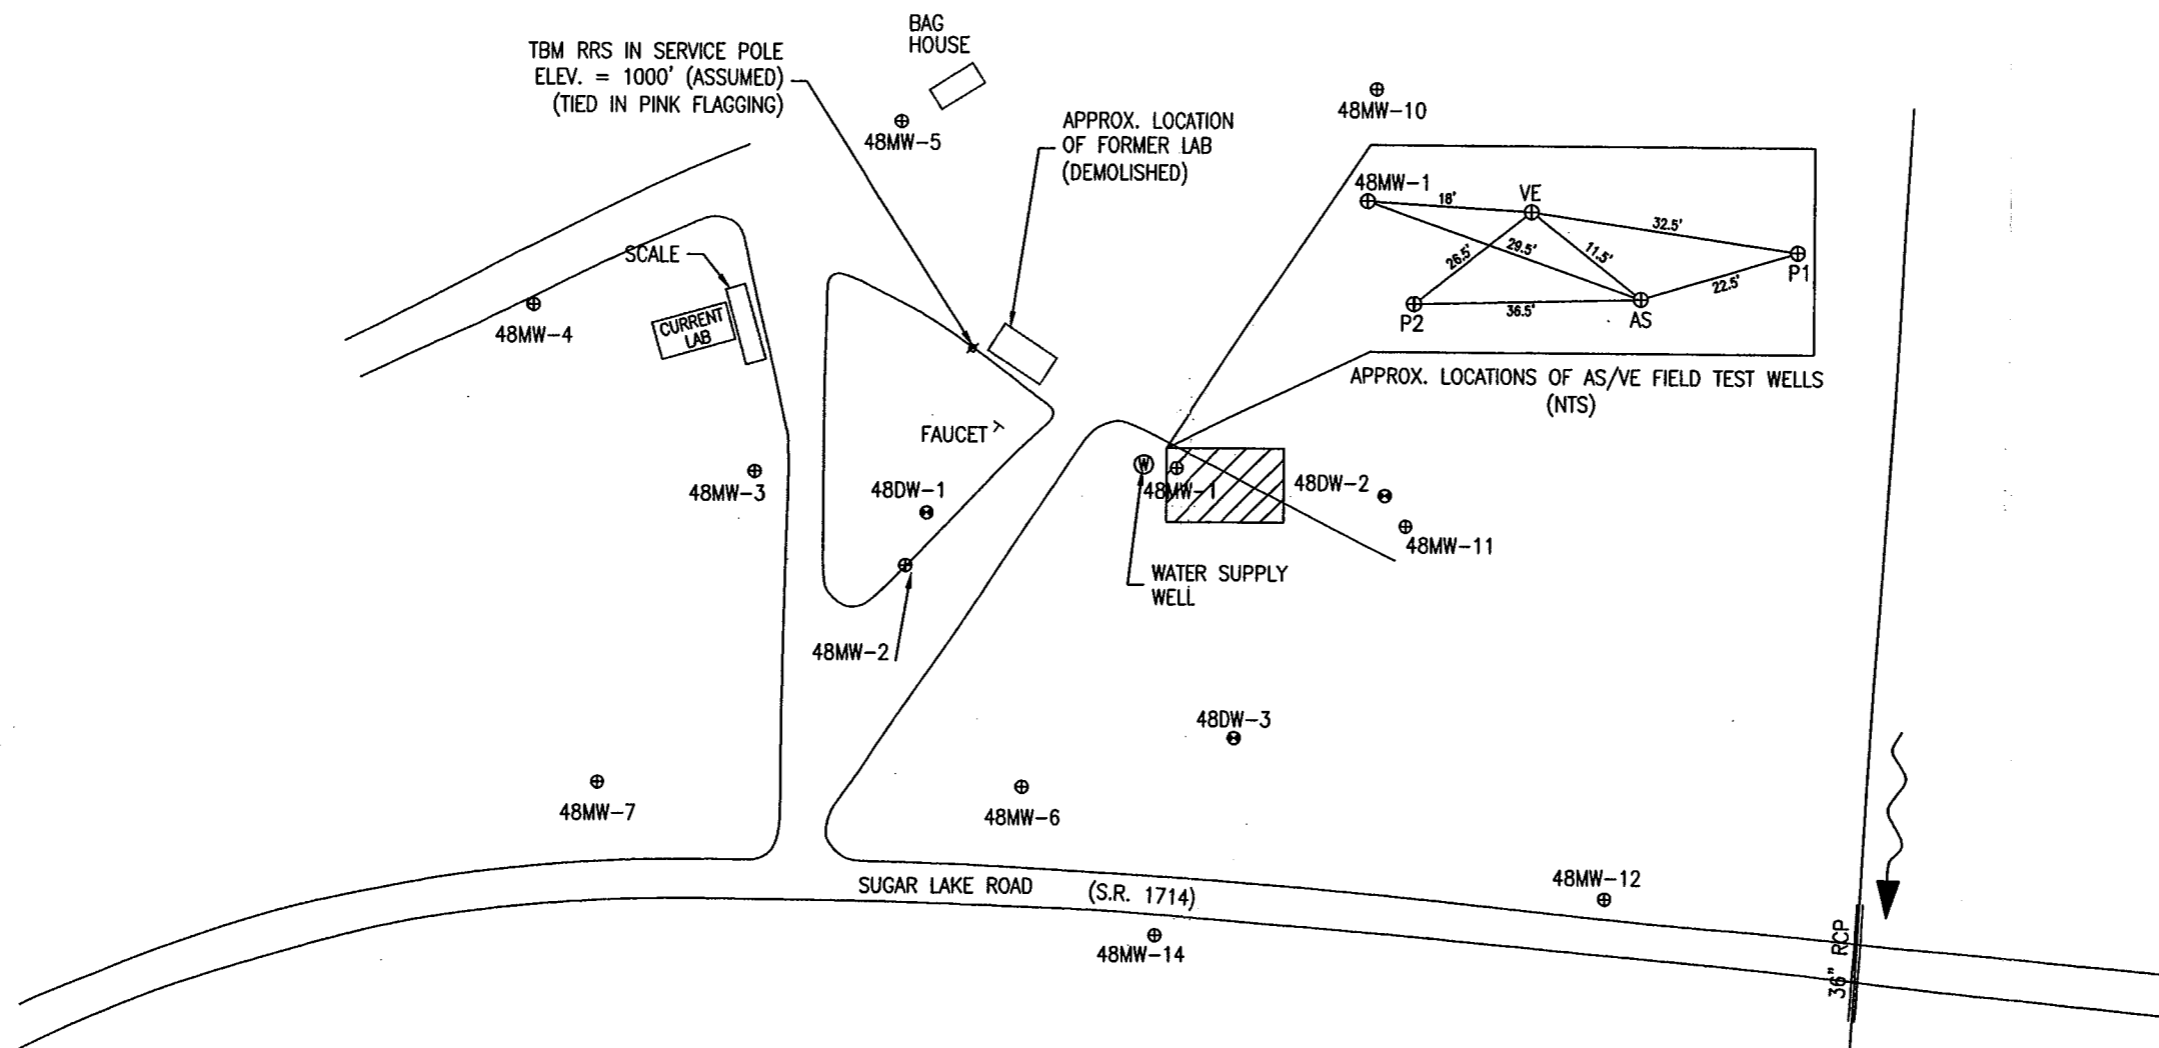 BAG
HOUSE
TBM RRS IN SERVICE POLE
ELEV. = 1000' (ASSUMED)
(TIED IN PINK FLAGGING)
48MW-5
APPROX. LOCATION
OF FORMER LAB
(DEMOLISHED)
48MW-10
48MW-1
VE
18'
32.5'
26.5'
29.5'
11.5'
22.5'
36.5'
P1
P2
AS
APPROX. LOCATIONS OF AS/VE FIELD TEST WELLS
(NTS)
SCALE
CURRENT
LAB
48MW-4
FAUCET
48MW-3
48DW-1
W
48MW-1
48DW-2
48MW-11
WATER SUPPLY
WELL
48MW-2
48DW-3
48MW-7
48MW-6
48MW-12
SUGAR LAKE ROAD (S.R. 1714)
48MW-14
36" RCP